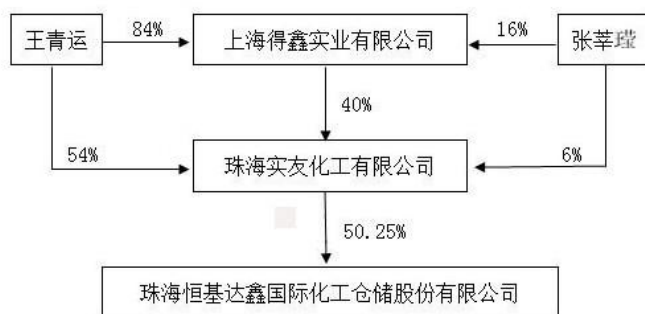 王青运
84%
上海得鑫实业有限公司
16%
张莘瑩
40%
54%
珠海实友化工有限公司
6%
50.25%
珠海恒基达鑫国际化工仓储股份有限公司